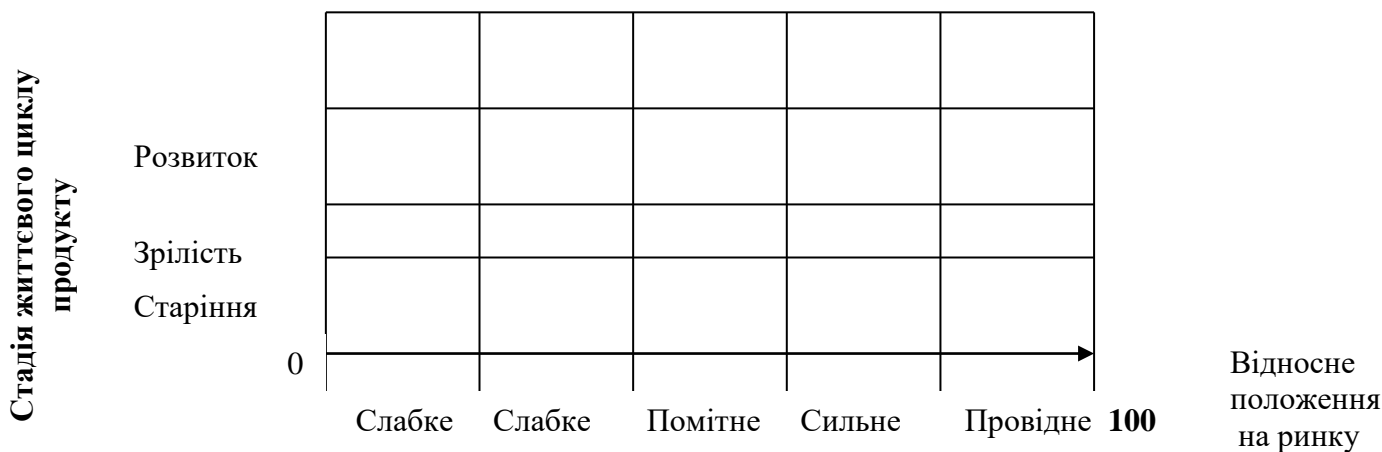 Стадія життєвого циклу
продукту
Розвиток
Зрілість
Старіння
0
Слабке Слабке Помітне Сильне Провідне 100
Відносне
положення
на ринку